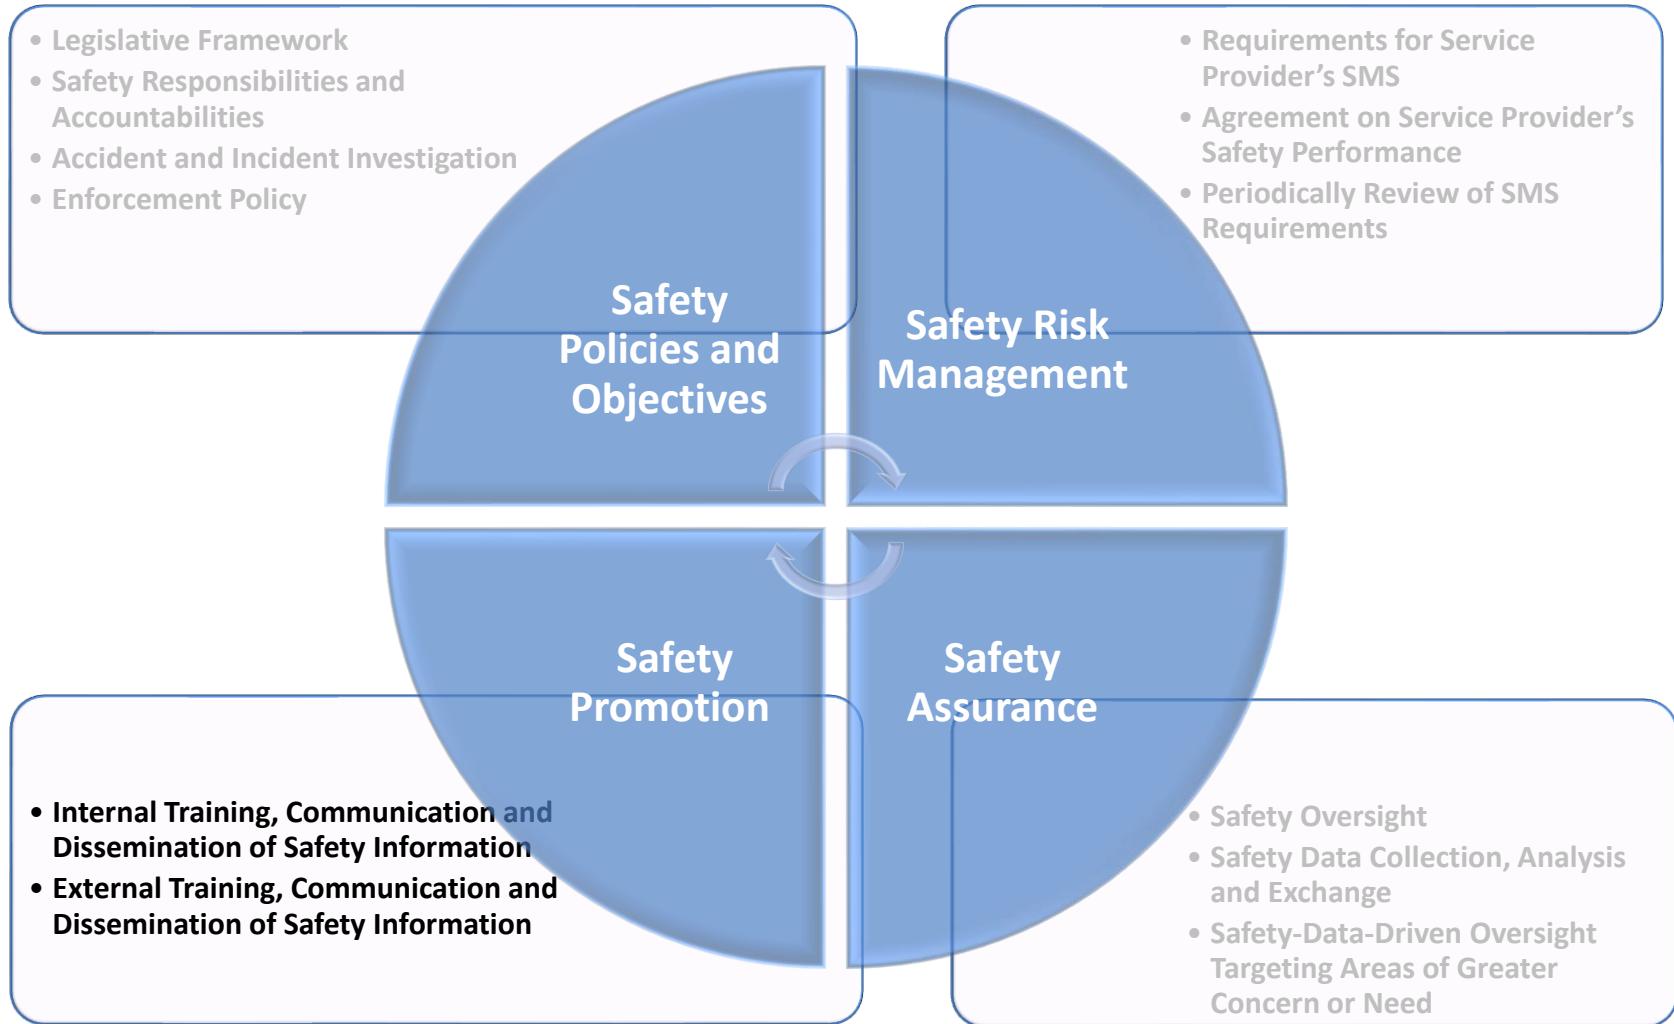 • Legislative Framework
• Safety Responsibilities and
Accountabilities
• Accident and Incident Investigation
• Enforcement Policy
• Requirements for Service
Provider’s SMS
• Agreement on Service Provider’s
Safety Performance
• Periodically Review of SMS
Requirements
Safety
Policies and
Objectives
Safety Risk
Management
Safety
Promotion
Safety
Assurance
• Internal Training, Communication and
Dissemination of Safety Information
• External Training, Communication and
Dissemination of Safety Information
• Safety Oversight
• Safety Data Collection, Analysis
and Exchange
• Safety-Data-Driven Oversight
Targeting Areas of Greater
Concern or Need